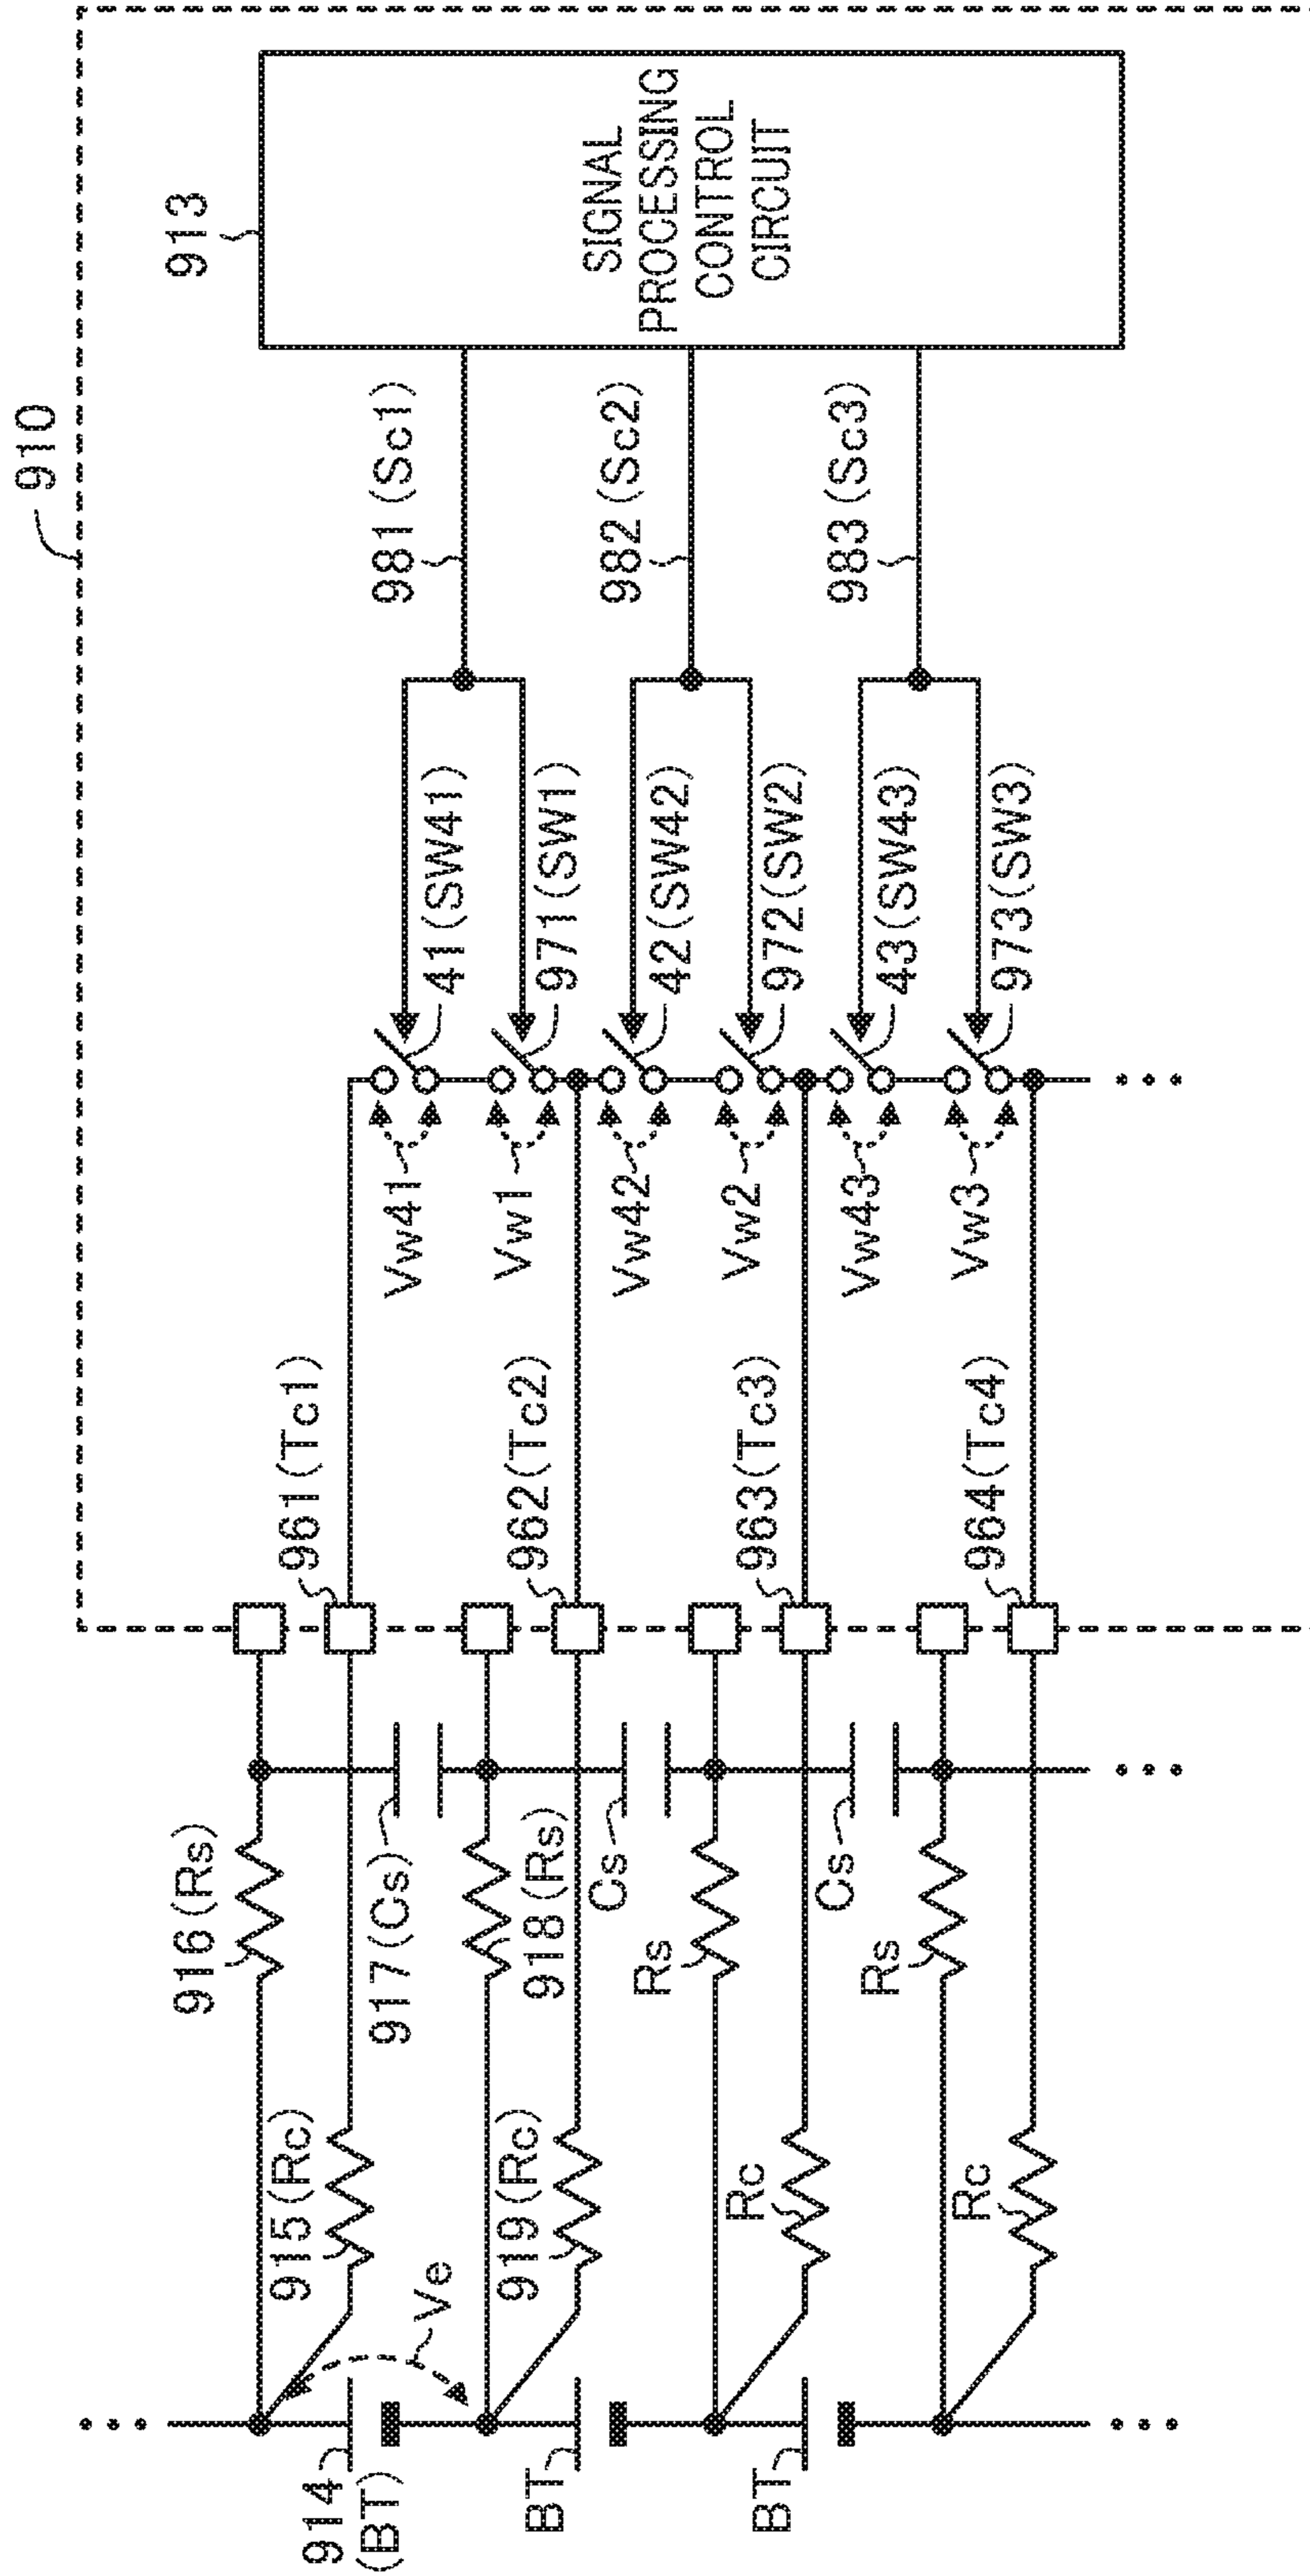 910
913
SIGNAL
PROCESSING
CONTROL
CIRCUIT
981(Sc1)
982(Sc2)
983(Sc3)
41(SW41)
971(SW1)
42(SW42)
972(SW2)
43(SW43)
973(SW3)
Vw41
Vw1
Vw42
Vw2
Vw43
Vw3
961(Tc1)
962(Tc2)
963(Tc3)
964(Tc4)
916(Rs)
917(Cs)
918(Rs)
Cs
Rs
Cs
Rs
915(Rc)
919(Rc)
Rc
Rc
Ve
914
(BT)
BT
BT